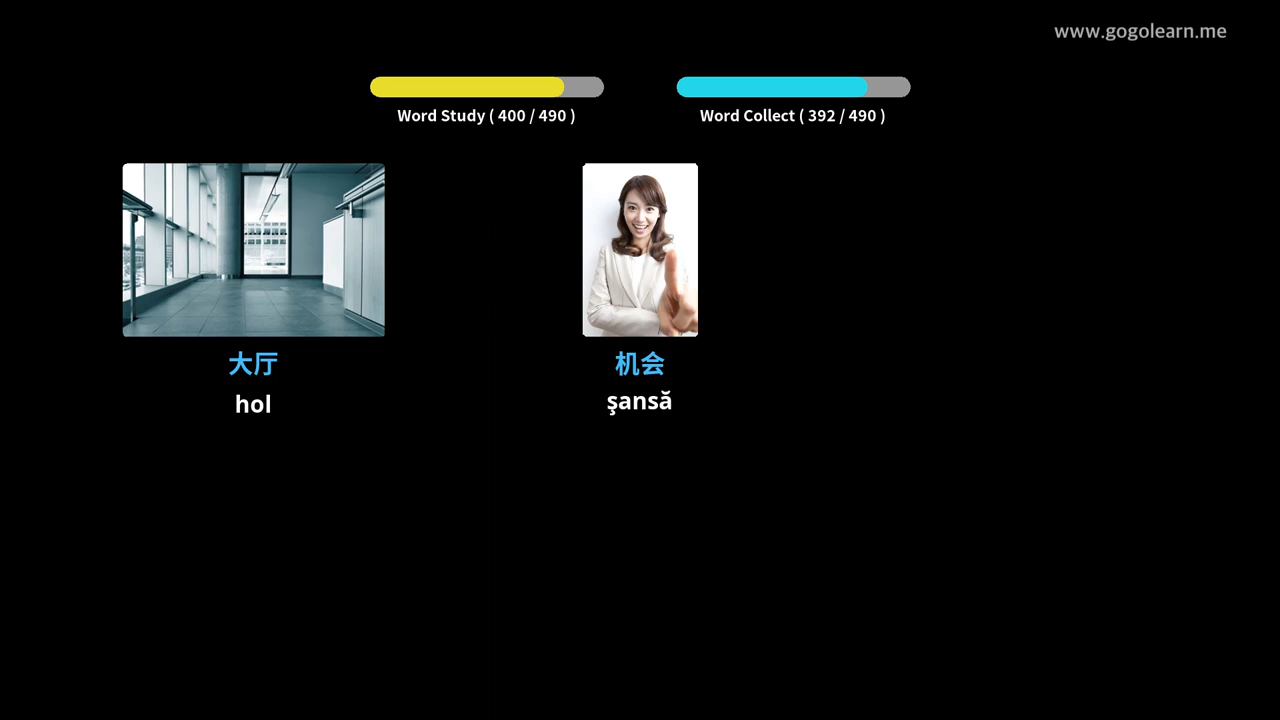 www.gogolearn.me
Word Study ( 400 / 490 )
Word Collect ( 392 / 490 )
大厅
hol
机会
şansă